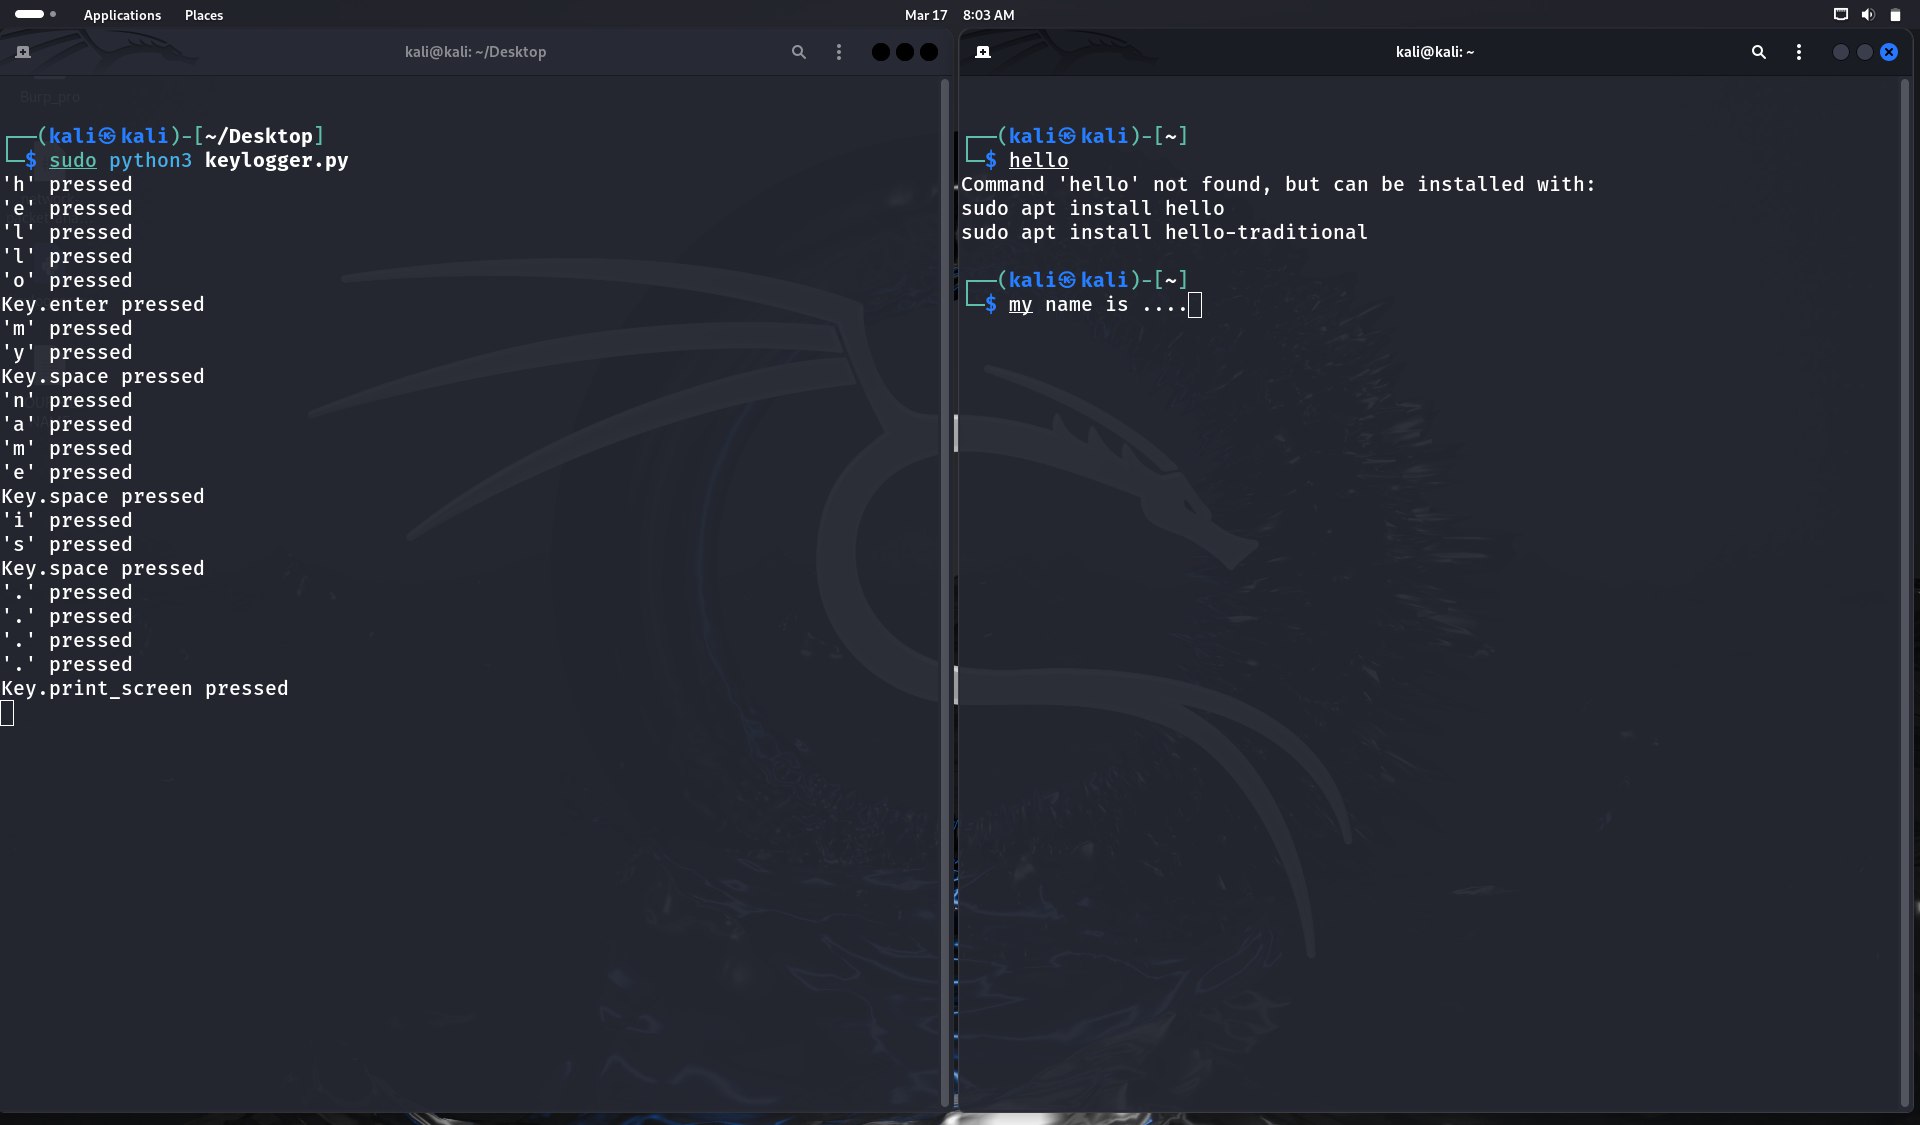 Applications Places Mar 17 8:03 AM
kali@kali: ~/Desktop
Burp_pro
┌──(kali㉿kali)-[~/Desktop]
└─$ sudo python3 keylogger.py
'h' pressed
'e' pressed
'l' pressed
'l' pressed
'o' pressed
Key.enter pressed
'm' pressed
'y' pressed
Key.space pressed
'n' pressed
'a' pressed
'm' pressed
'e' pressed
Key.space pressed
'i' pressed
's' pressed
Key.space pressed
'.' pressed
'.' pressed
'.' pressed
'.' pressed
Key.print_screen pressed
kali@kali: ~
┌──(kali㉿kali)-[~]
└─$ hello
Command 'hello' not found, but can be installed with:
sudo apt install hello
sudo apt install hello-traditional
┌──(kali㉿kali)-[~]
└─$ my name is ....